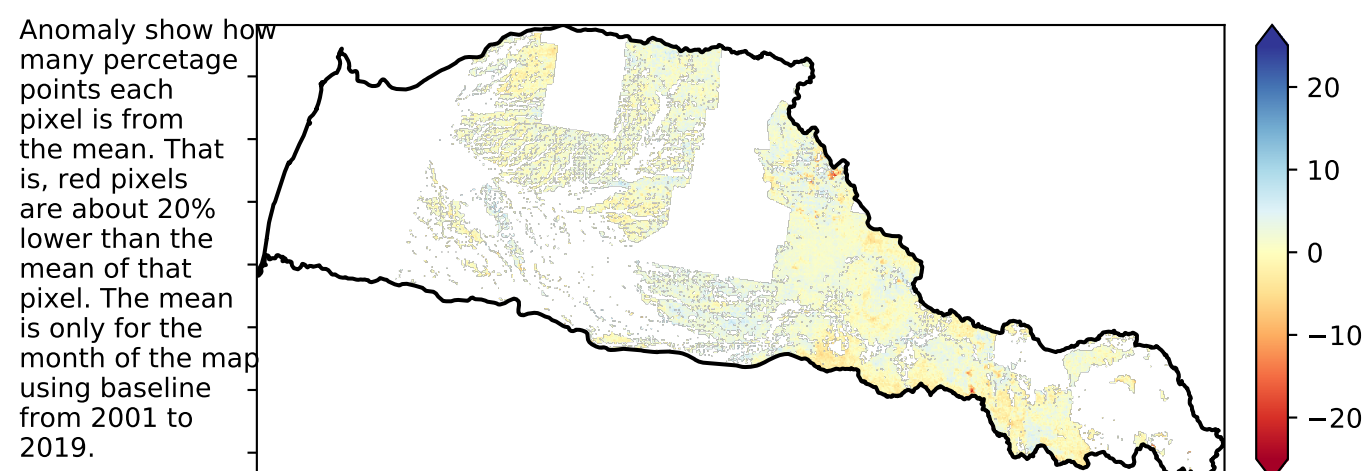 Anomaly show how
many percetage
points each
pixel is from
the mean. That
is, red pixels
are about 20%
lower than the
mean of that
pixel. The mean
is only for the
month of the map
using baseline
from 2001 to
2019.
20
10
0
−10
−20